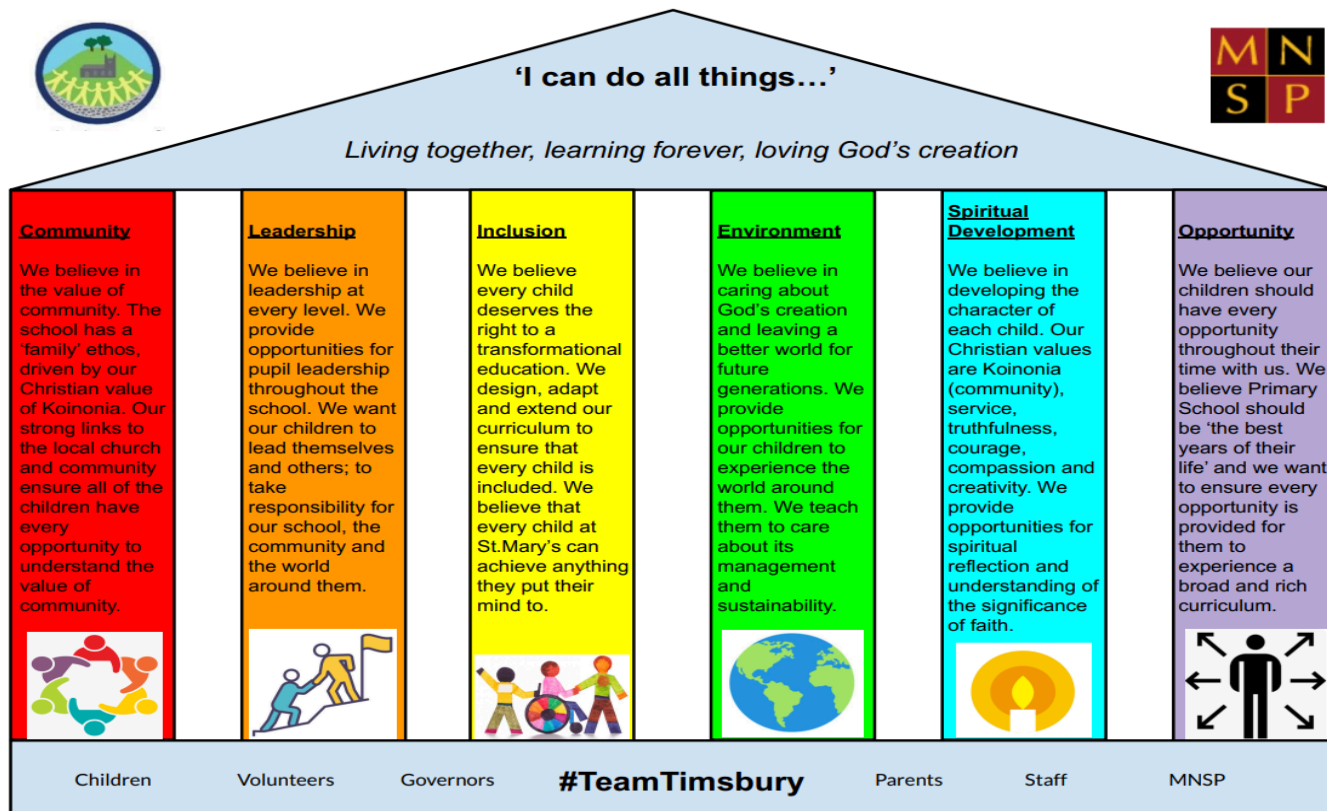 M N
S P
‘I can do all things…’
Living together, learning forever, loving God’s creation
Community
We believe in
the value of
community. The
school has a
‘family’ ethos,
driven by our
Christian value
of Koinonia. Our
strong links to
the local church
and community
ensure all of the
children have
every
opportunity to
understand the
value of
community.
Leadership
We believe in
leadership at
every level. We
provide
opportunities for
pupil leadership
throughout the
school. We want
our children to
lead themselves
and others; to
take
responsibility for
our school, the
community and
the world
around them.
Inclusion
We believe
every child
deserves the
right to a
transformational
education. We
design, adapt
and extend our
curriculum to
ensure that
every child is
included. We
believe that
every child at
St.Mary’s can
achieve anything
they put their
mind to.
Environment
We believe in
caring about
God’s creation
and leaving a
better world for
future
generations. We
provide
opportunities for
our children to
experience the
world around
them. We teach
them to care
about its
management
and
sustainability.
Spiritual
Development
We believe in
developing the
character of
each child. Our
Christian values
are Koinonia
(community),
service,
truthfulness,
courage,
compassion and
creativity. We
provide
opportunities for
spiritual
reflection and
understanding of
the significance
of faith.
Opportunity
We believe our
children should
have every
opportunity
throughout their
time with us. We
believe Primary
School should
be ‘the best
years of their
life’ and we want
to ensure every
opportunity is
provided for
them to
experience a
broad and rich
curriculum.
Children Volunteers Governors #TeamTimsbury Parents Staff MNSP